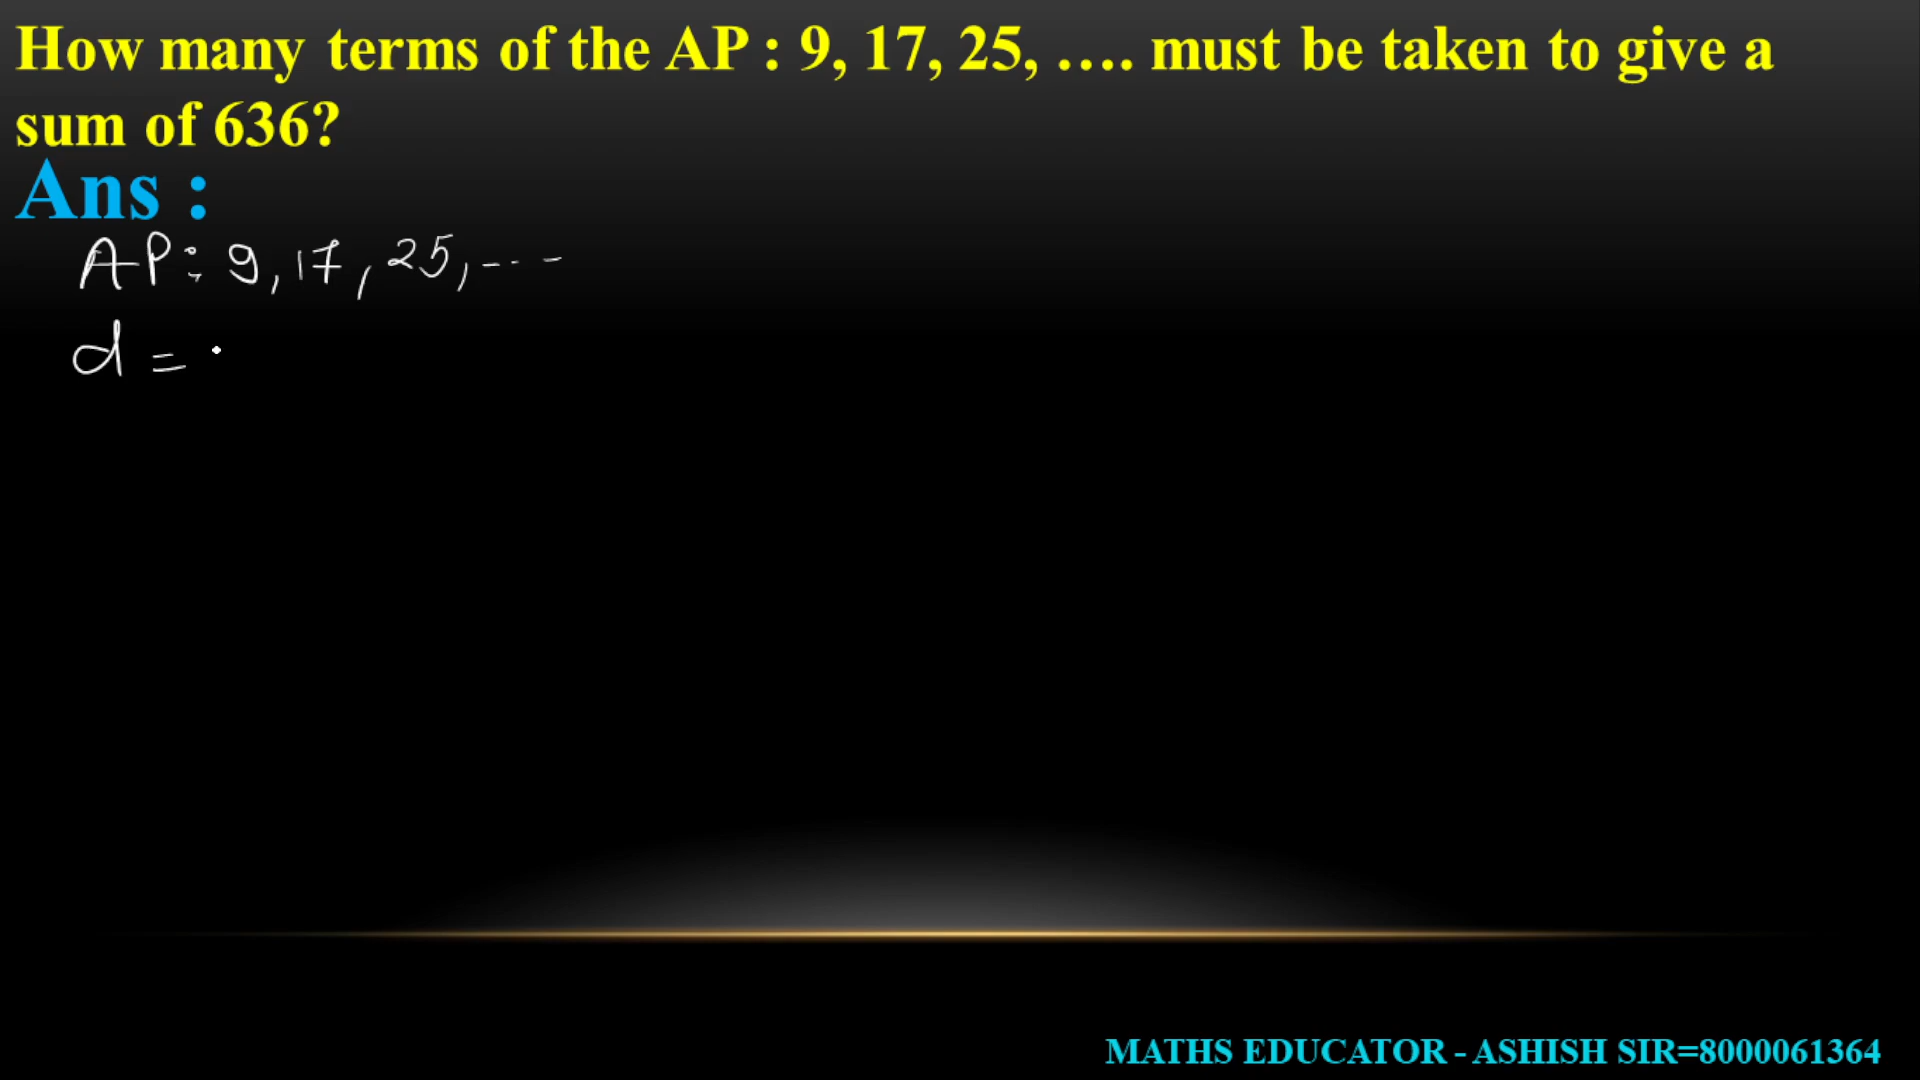 How many terms of the AP : 9, 17, 25, .... must be taken to give a
sum of 636?
Ans :
AP: 9, 17, 25, ---
d =
MATHS EDUCATOR - ASHISH SIR=8000061364